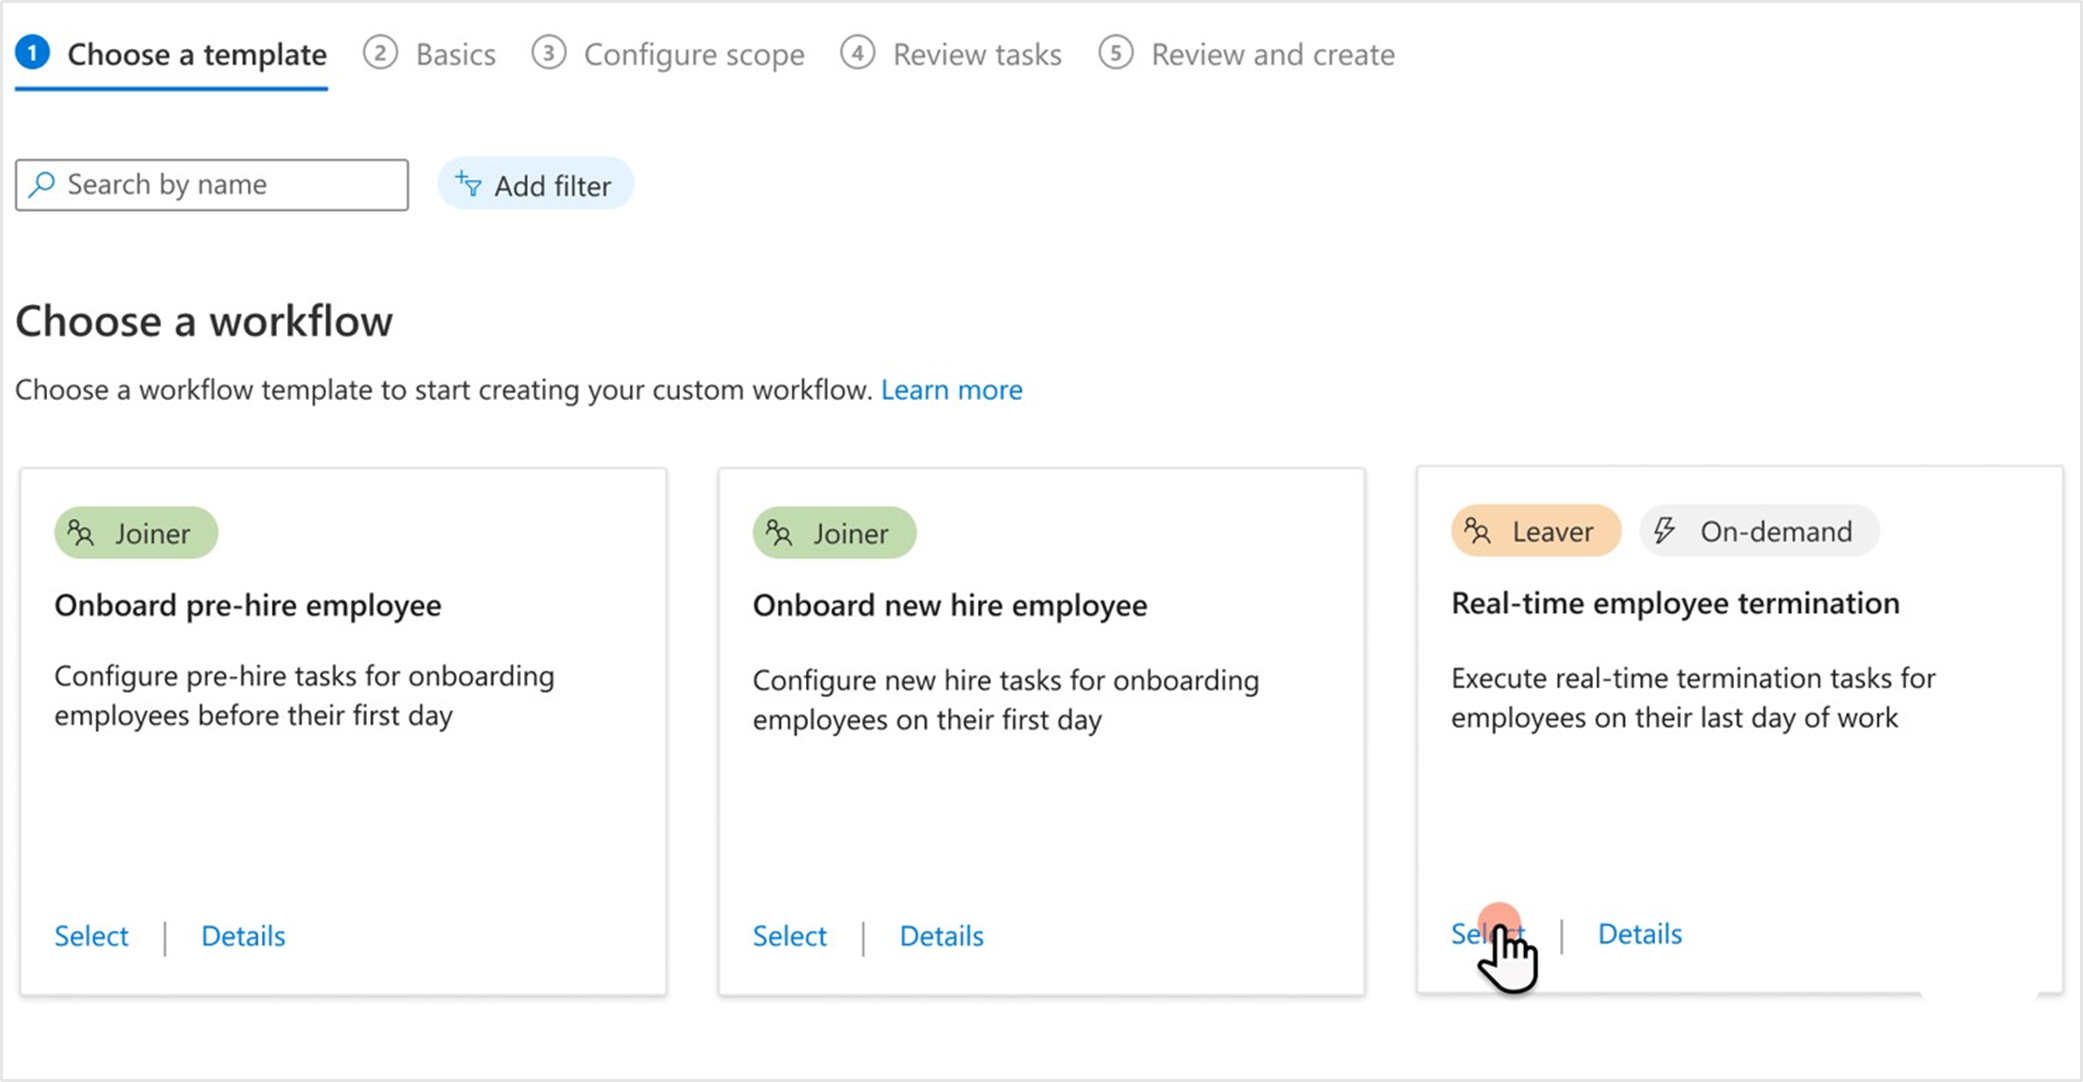 1 Choose a template 2 Basics 3 Configure scope 4 Review tasks 5 Review and create
Search by name Add filter
Choose a workflow
Choose a workflow template to start creating your custom workflow. Learn more
Joiner
Onboard pre-hire employee
Configure pre-hire tasks for onboarding
employees before their first day
Select | Details
Joiner
Onboard new hire employee
Configure new hire tasks for onboarding
employees on their first day
Select | Details
Leaver On-demand
Real-time employee termination
Execute real-time termination tasks for
employees on their last day of work
Select | Details